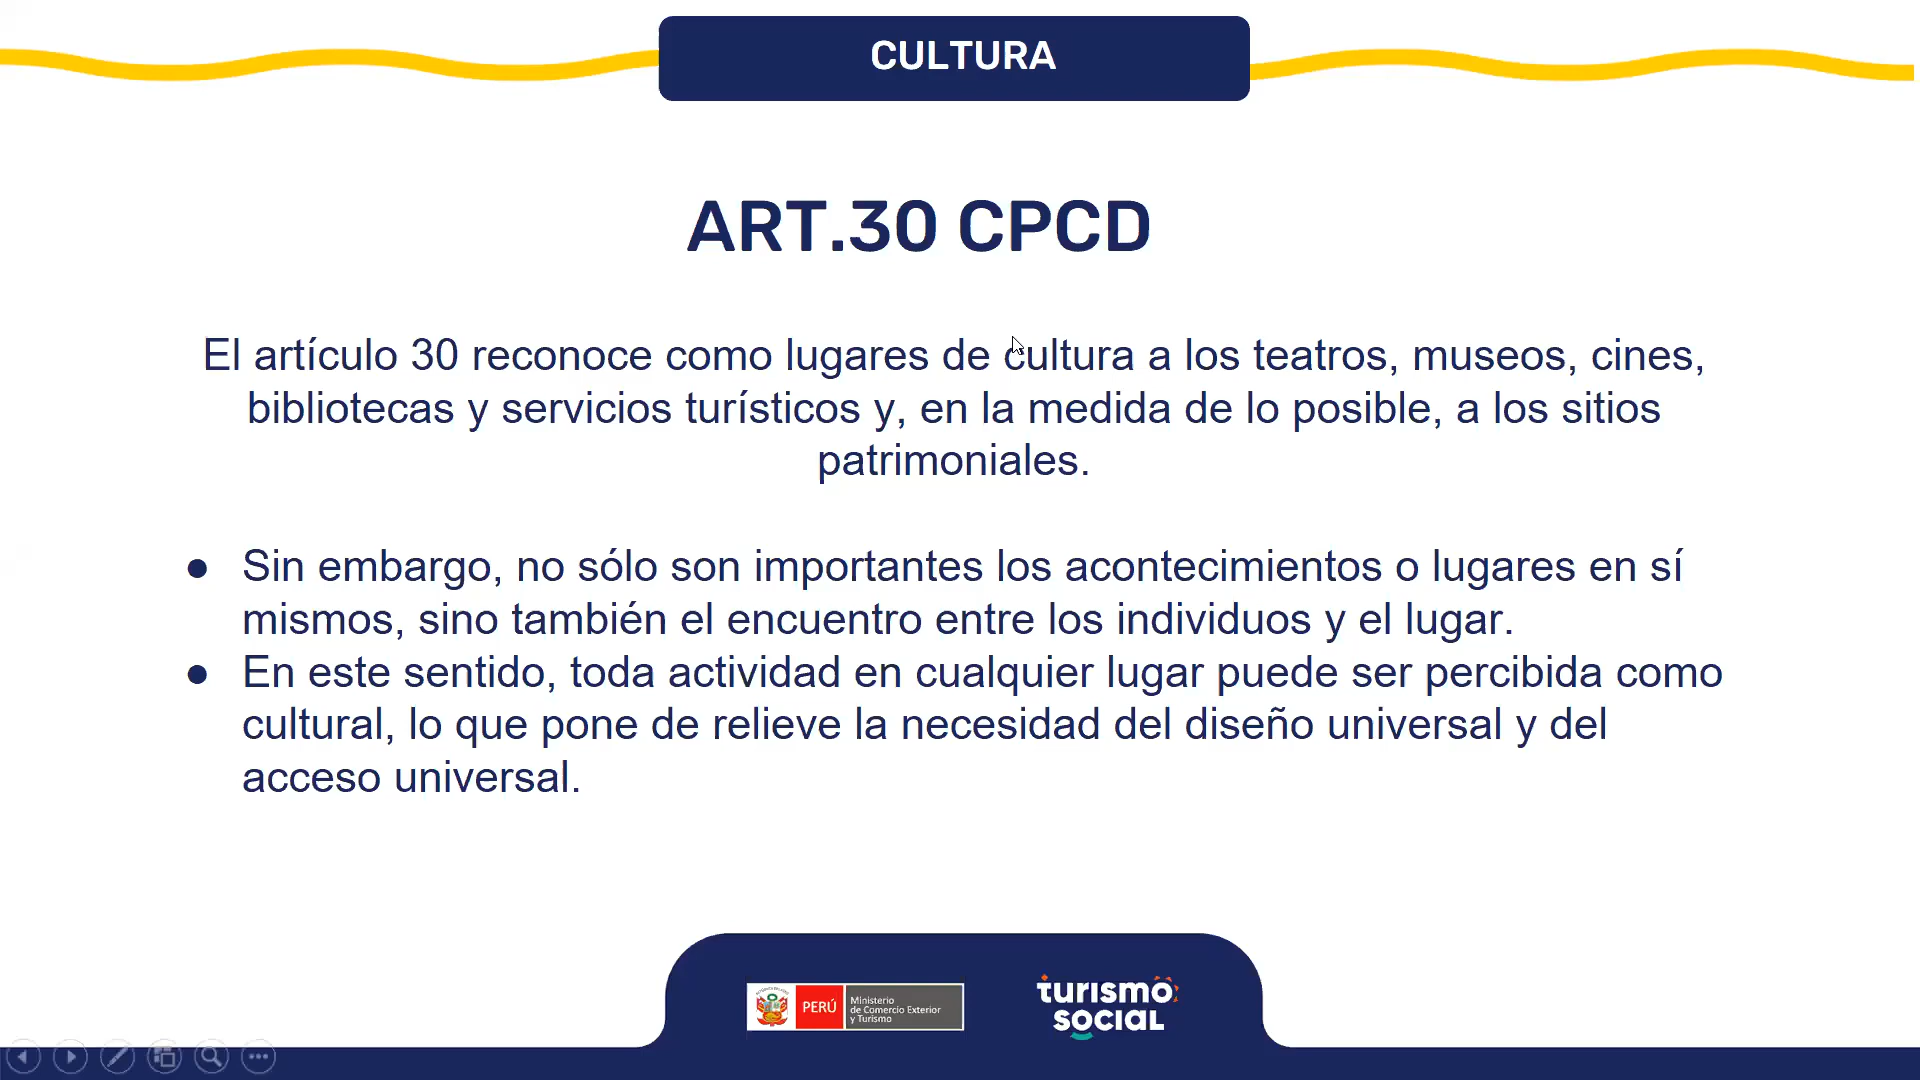 CULTURA
ART.30 CPCD
El artículo 30 reconoce como lugares de cultura a los teatros, museos, cines,
bibliotecas y servicios turísticos y, en la medida de lo posible, a los sitios
patrimoniales.
● Sin embargo, no sólo son importantes los acontecimientos o lugares en sí
mismos, sino también el encuentro entre los individuos y el lugar.
● En este sentido, toda actividad en cualquier lugar puede ser percibida como
cultural, lo que pone de relieve la necesidad del diseño universal y del
acceso universal.
PERÚ
Ministerio
de Comercio Exterior
y Turismo
turismo
social